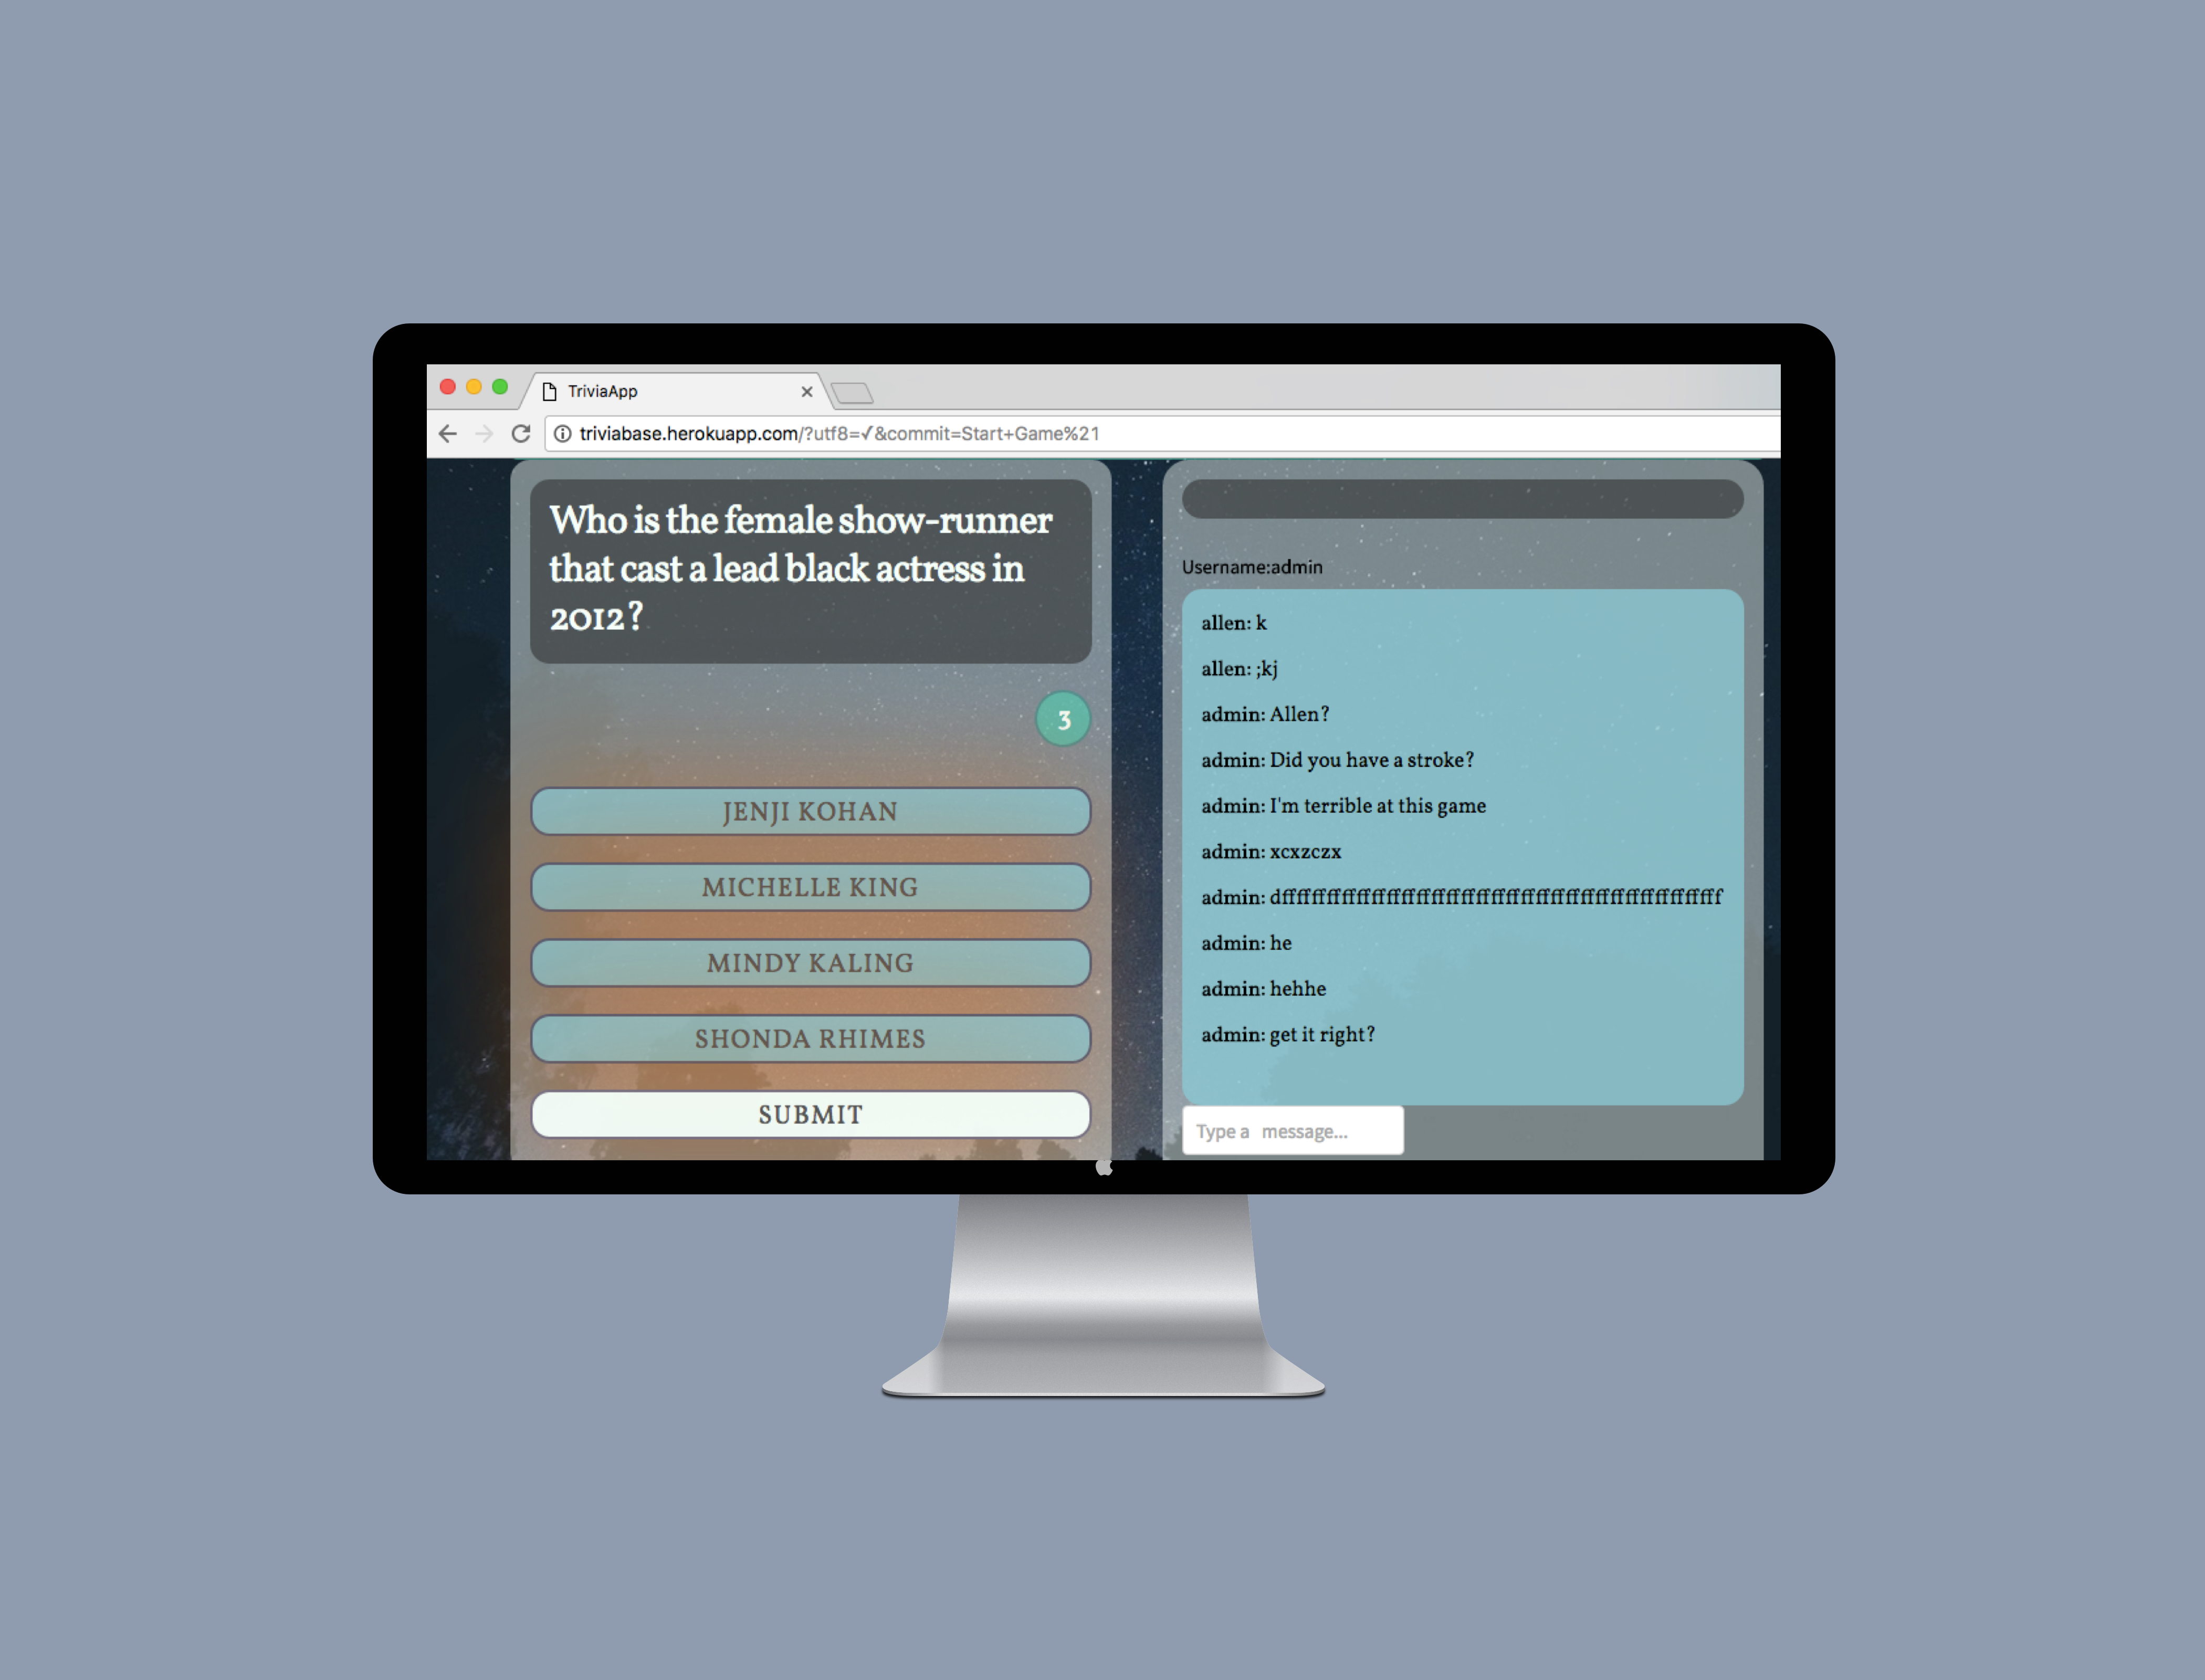 TriviaApp
triviabase.herokuapp.com/?utf8=✓&commit=Start+Game%21
Who is the female show-runner
that cast a lead black actress in
2012?
3
JENJI KOHAN
MICHELLE KING
MINDY KALING
SHONDA RHIMES
SUBMIT
Username:admin
allen: k
allen: ;kj
admin: Allen?
admin: Did you have a stroke?
admin: I'm terrible at this game
admin: xcxzczx
admin: dffffffffffffffffffffffffffffffffffffffffffffffffffffffffff
admin: he
admin: hehhe
admin: get it right?
Type a message...